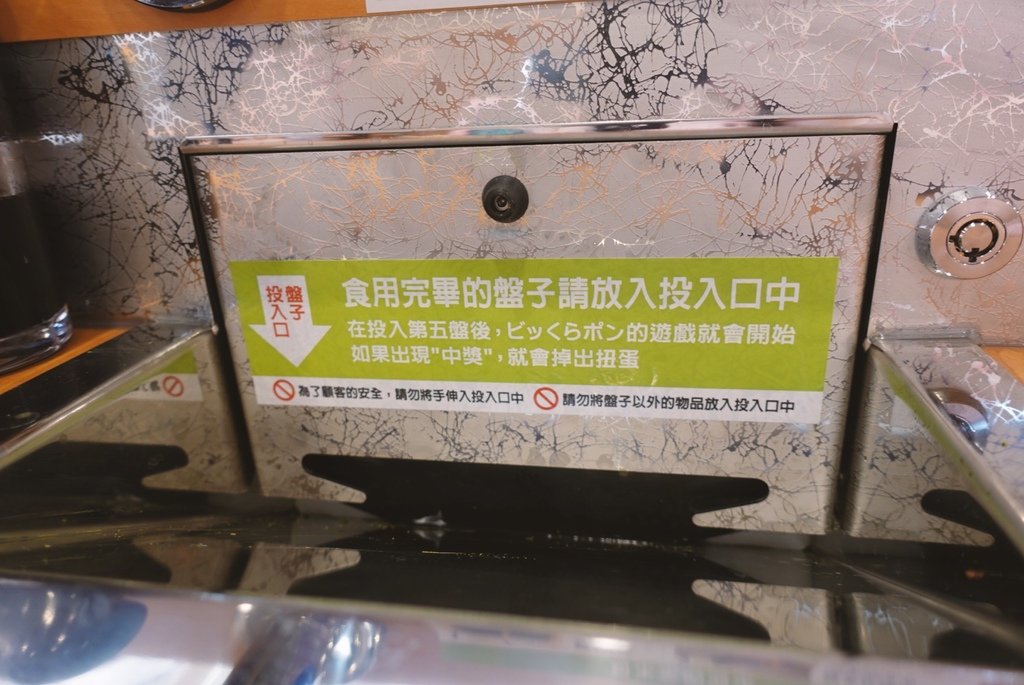 盤子
投入口
食用完畢的盤子請放入投入口中
在投入第五盤後，ビッくらポン的遊戲就會開始
如果出現"中獎"，就會掉出扭蛋
為了顧客的安全，請勿將手伸入投入口中
請勿將盤子以外的物品放入投入口中